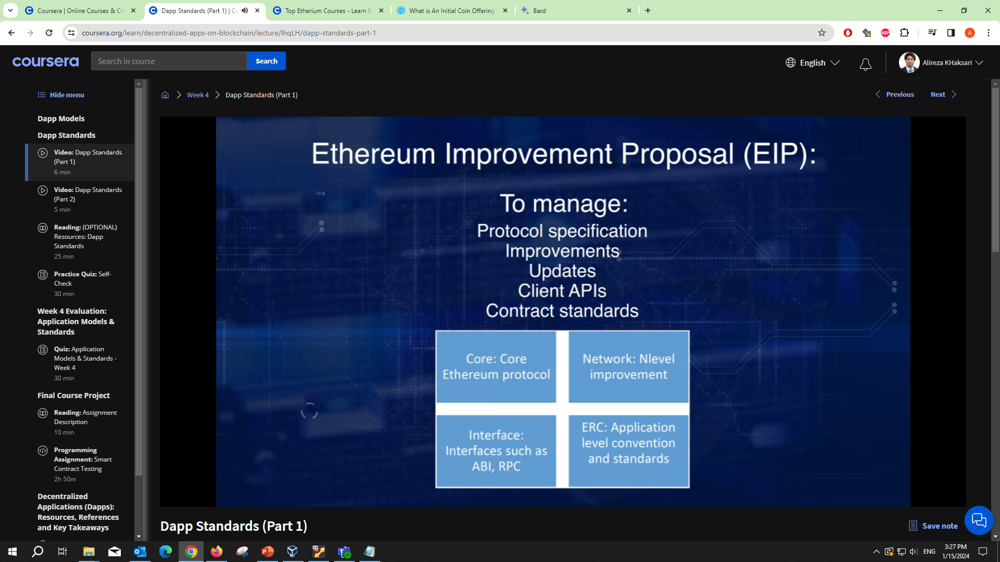 Coursera | Online Courses & Cre
Dapp Standards (Part 1) | Co
Top Etherium Courses - Learn Et
What is An Initial Coin Offering
Bard
coursera.org/learn/decentralized-apps-on-blockchain/lecture/lhqLH/dapp-standards-part-1
ABP
A
coursera
Search in course
Search
English
Alireza KHaksari
Hide menu
Week 4
Dapp Standards (Part 1)
Previous
Next
Dapp Models
Dapp Standards
Video: Dapp Standards
(Part 1)
6 min
Video: Dapp Standards
(Part 2)
5 min
Reading: (OPTIONAL)
Resources: Dapp
Standards
25 min
Practice Quiz: Self-
Check
30 min
Week 4 Evaluation:
Application Models &
Standards
Quiz: Application
Models & Standards -
Week 4
30 min
Final Course Project
Reading: Assignment
Description
10 min
Programming
Assignment: Smart
Contract Testing
2h 50m
Decentralized
Applications (Dapps):
Resources, References
and Key Takeaways
Ethereum Improvement Proposal (EIP):
To manage:
Protocol specification
Improvements
Updates
Client APIs
Contract standards
Core: Core
Ethereum protocol
Network: Nlevel
improvement
Interface:
Interfaces such as
ABI, RPC
ERC: Application
level convention
and standards
Dapp Standards (Part 1)
Save note
ENG
3:27 PM
1/15/2024